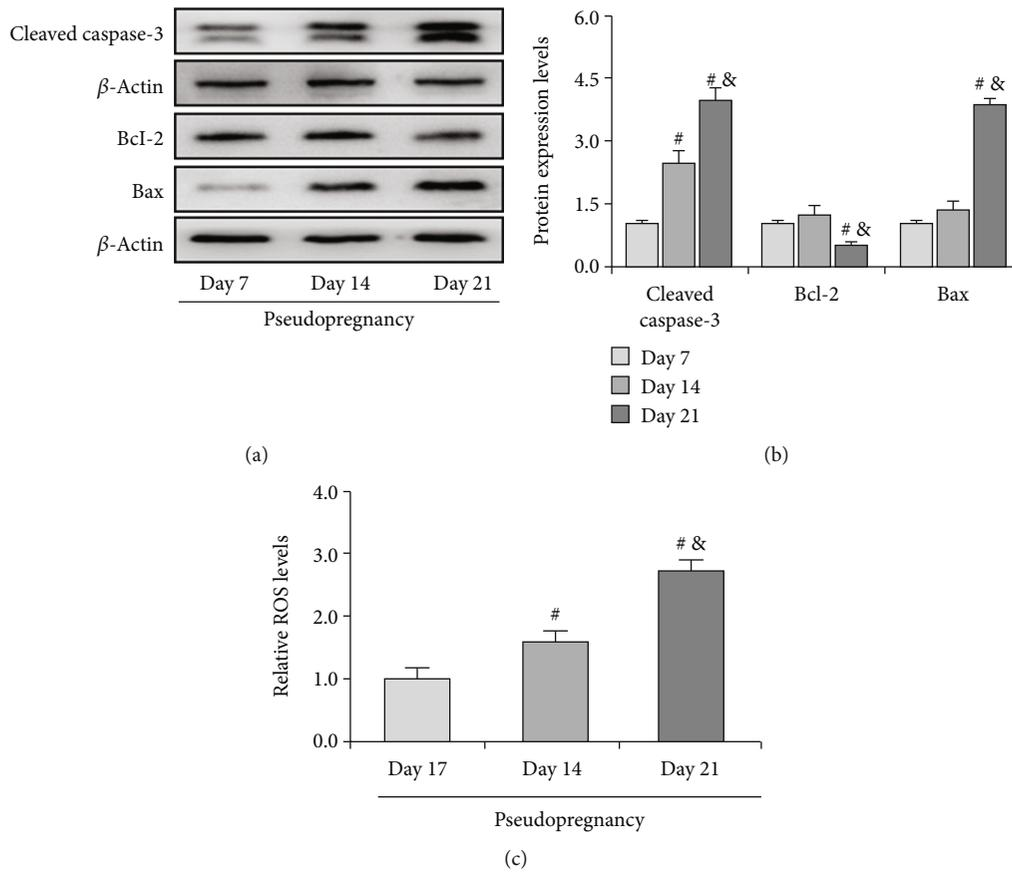 Cleaved caspase-3
β-Actin
BcI-2
Bax
β-Actin
Day 7 Day 14 Day 21
Pseudopregnancy
(a)
Protein expression levels
6.0
4.5
3.0
1.5
0.0
#
# &
# &
# &
Cleaved
caspase-3
Bcl-2
Bax
Day 7
Day 14
Day 21
(b)
Relative ROS levels
4.0
3.0
2.0
1.0
0.0
#
# &
Day 17 Day 14 Day 21
Pseudopregnancy
(c)